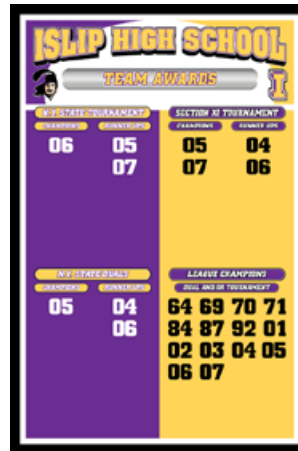 ISLIP HIGH SCHOOL
TEAM AWARDS
I
N.Y. STATE TOURNAMENT
CHAMPIONS RUNNER UPS
06 05
07
SECTION XI TOURNAMENT
CHAMPIONS RUNNER UPS
05 04
07 06
N.Y. STATE DUALS
CHAMPIONS RUNNER UPS
05 04
06
LEAGUE CHAMPIONS
DUAL AND/OR TOURNAMENT
64 69 70 71
84 87 92 01
02 03 04 05
06 07